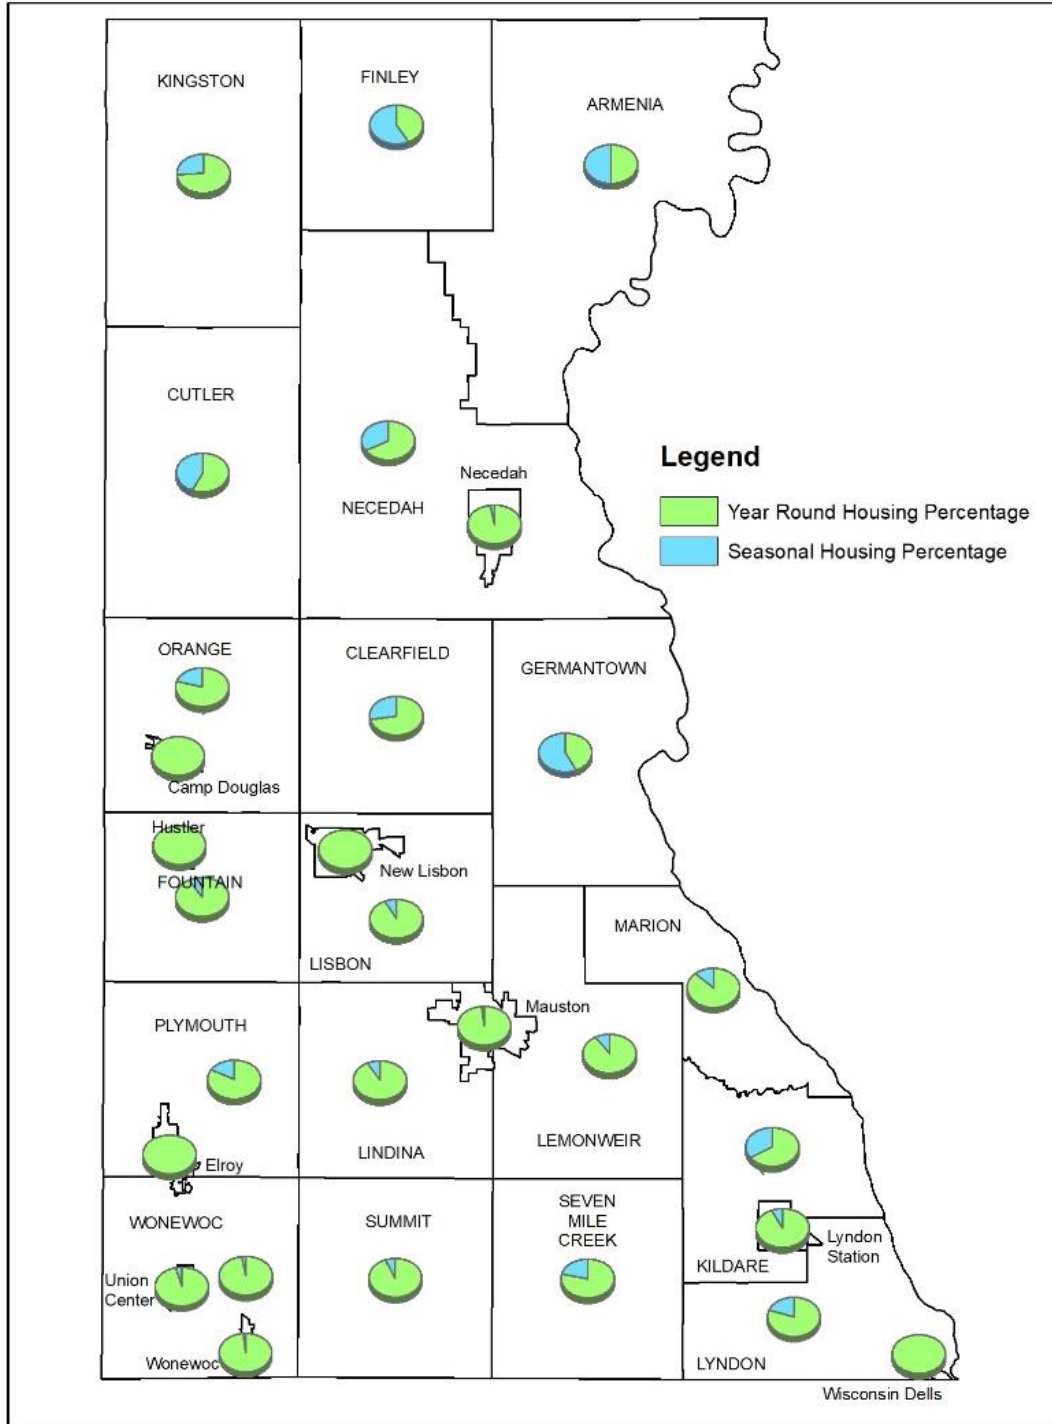 KINGSTON
FINLEY
ARMENIA
CUTLER
NECEDAH
Necedah
Legend
Year Round Housing Percentage
Seasonal Housing Percentage
ORANGE
CLEARFIELD
GERMANTOWN
Camp Douglas
Hustler
FOUNTAIN
New Lisbon
LISBON
MARION
PLYMOUTH
Mauston
LINDINA
LEMONWEIR
Elroy
WONEWOC
SUMMIT
SEVEN
MILE
CREEK
Lyndon
Station
KILDARE
Union
Center
Wonewoc
LYNDON
Wisconsin Dells